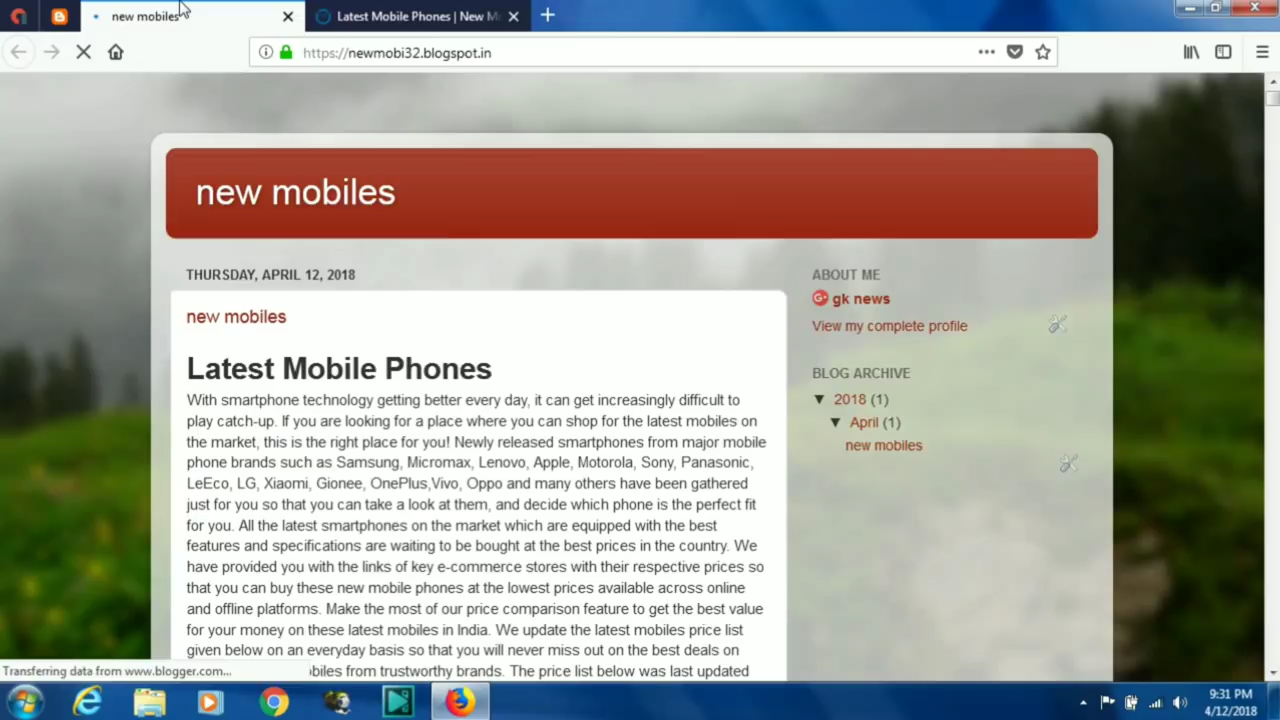 new mobiles
Latest Mobile Phones | New M
https://newmobi32.blogspot.in
new mobiles
THURSDAY, APRIL 12, 2018
new mobiles
Latest Mobile Phones
With smartphone technology getting better every day, it can get increasingly difficult to
play catch-up. If you are looking for a place where you can shop for the latest mobiles on
the market, this is the right place for you! Newly released smartphones from major mobile
phone brands such as Samsung, Micromax, Lenovo, Apple, Motorola, Sony, Panasonic,
LeEco, LG, Xiaomi, Gionee, OnePlus,Vivo, Oppo and many others have been gathered
just for you so that you can take a look at them, and decide which phone is the perfect fit
for you. All the latest smartphones on the market which are equipped with the best
features and specifications are waiting to be bought at the best prices in the country. We
have provided you with the links of key e-commerce stores with their respective prices so
that you can buy these new mobile phones at the lowest prices available across online
and offline platforms. Make the most of our price comparison feature to get the best value
for your money on these latest mobiles in India. We update the latest mobiles price list
given below on an everyday basis so that you will never miss out on the best deals on
biles from trustworthy brands. The price list below was last updated
ABOUT ME
G+ gk news
View my complete profile
BLOG ARCHIVE
▼ 2018 (1)
▼ April (1)
new mobiles
Transferring data from www.blogger.com...
9:31 PM
4/12/2018